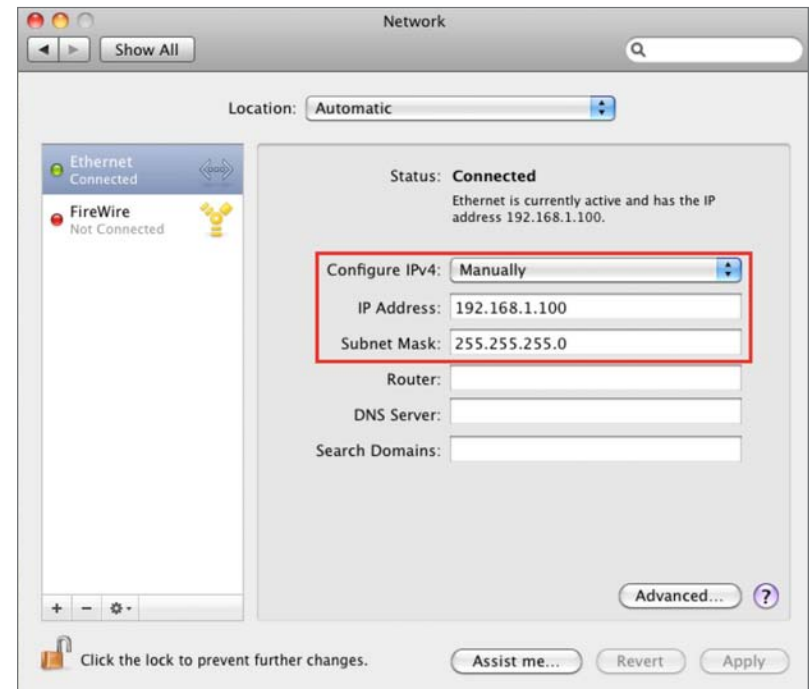 Network
Show All
Location: Automatic
Ethernet
Connected
FireWire
Not Connected
Status: Connected
Ethernet is currently active and has the IP
address 192.168.1.100.
Configure IPv4: Manually
IP Address: 192.168.1.100
Subnet Mask: 255.255.255.0
Router:
DNS Server:
Search Domains:
Advanced... ?
Click the lock to prevent further changes.
Assist me... Revert Apply